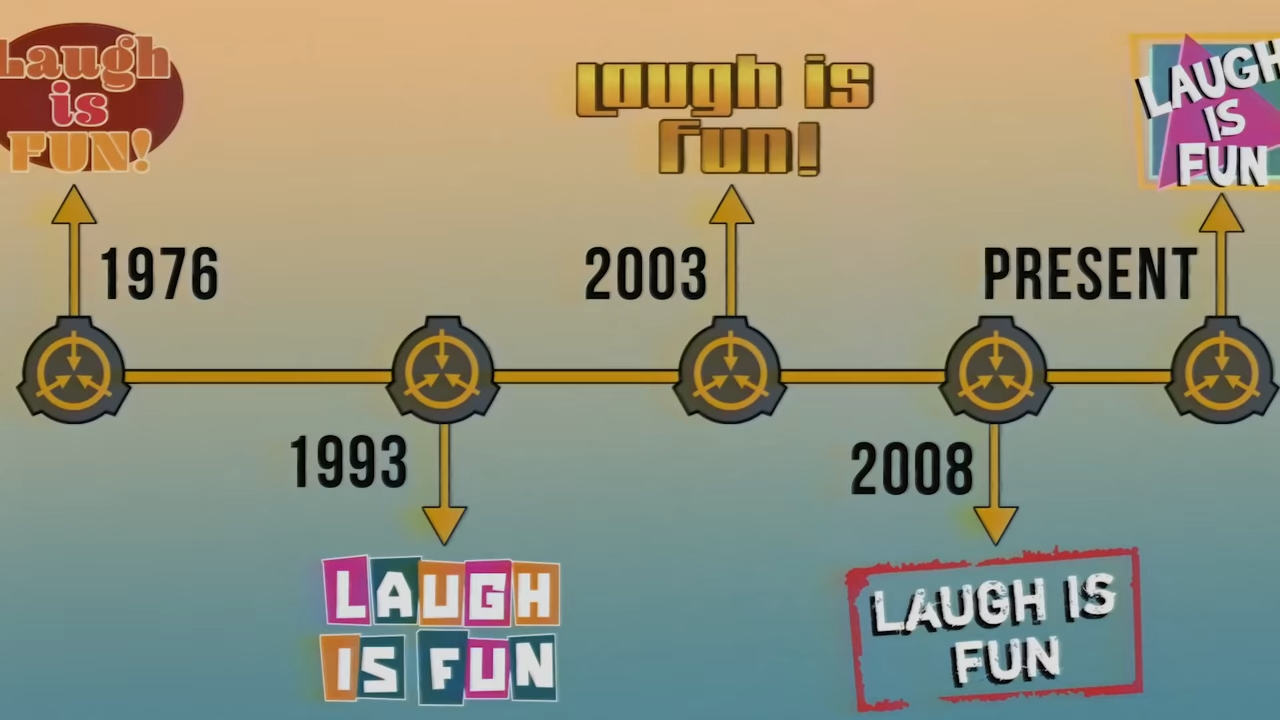 Laugh
is
FUN!
1976
1993
LAUGH
IS FUN
2003
Laugh is
Fun!
2008
LAUGH IS
FUN
PRESENT
LAUGH
IS
FUN